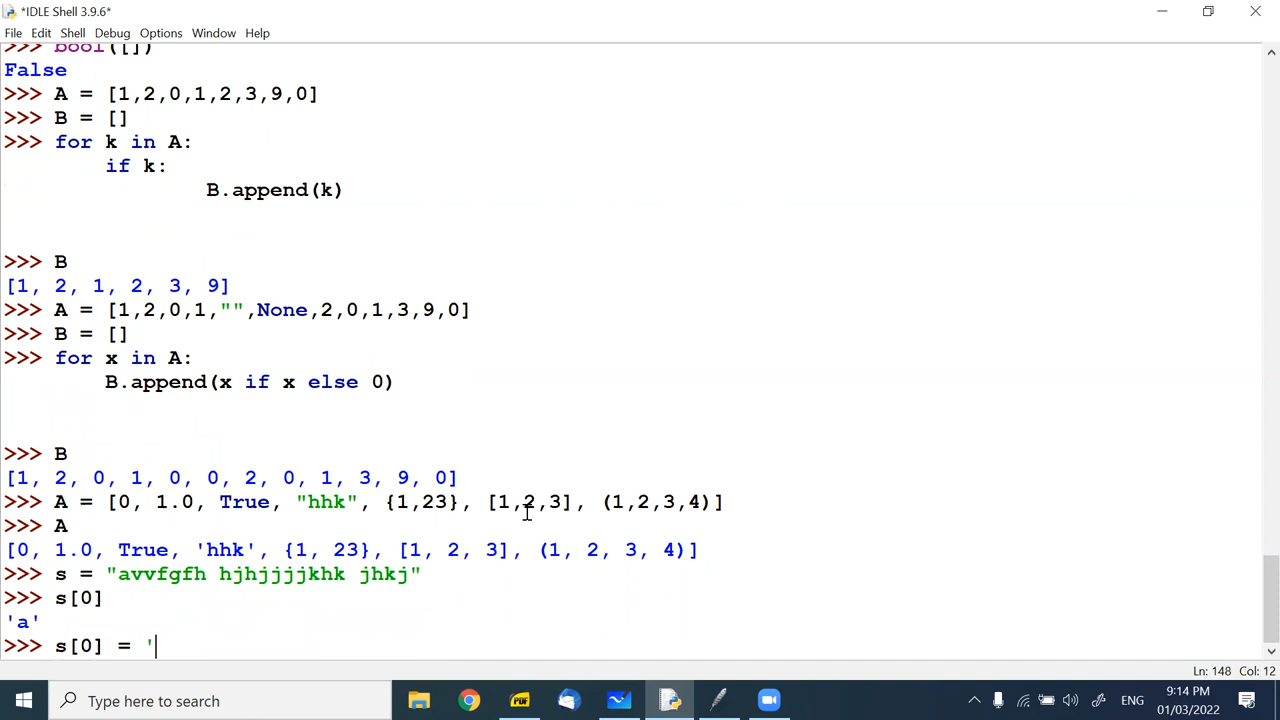 *IDLE Shell 3.9.6*
File Edit Shell Debug Options Window Help
>>> bool([])
False
>>> A = [1,2,0,1,2,3,9,0]
>>> B = []
>>> for k in A:
if k:
B.append(k)
>>> B
[1, 2, 1, 2, 3, 9]
>>> A = [1,2,0,1,"",None,2,0,1,3,9,0]
>>> B = []
>>> for x in A:
B.append(x if x else 0)
>>> B
[1, 2, 0, 1, 0, 0, 2, 0, 1, 3, 9, 0]
>>> A = [0, 1.0, True, "hhk", {1,23}, [1,2,3], (1,2,3,4)]
>>> A
[0, 1.0, True, 'hhk', {1, 23}, [1, 2, 3], (1, 2, 3, 4)]
>>> s = "avvfgfh hjhjjjjkhk jhkj"
>>> s[0]
'a'
>>> s[0] = '
Ln: 148 Col: 12
Type here to search
PDF
ENG
9:14 PM
01/03/2022